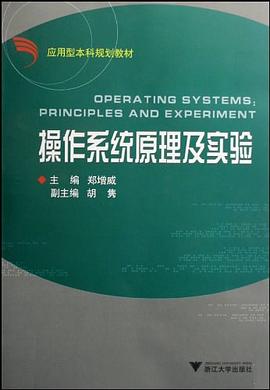 应用型本科规划教材
OPERATING SYSTEMS:
PRINCIPLES AND EXPERIMENT
操作系统原理及实验
主 编 郑增威
副主编 胡 隽
浙江大学出版社